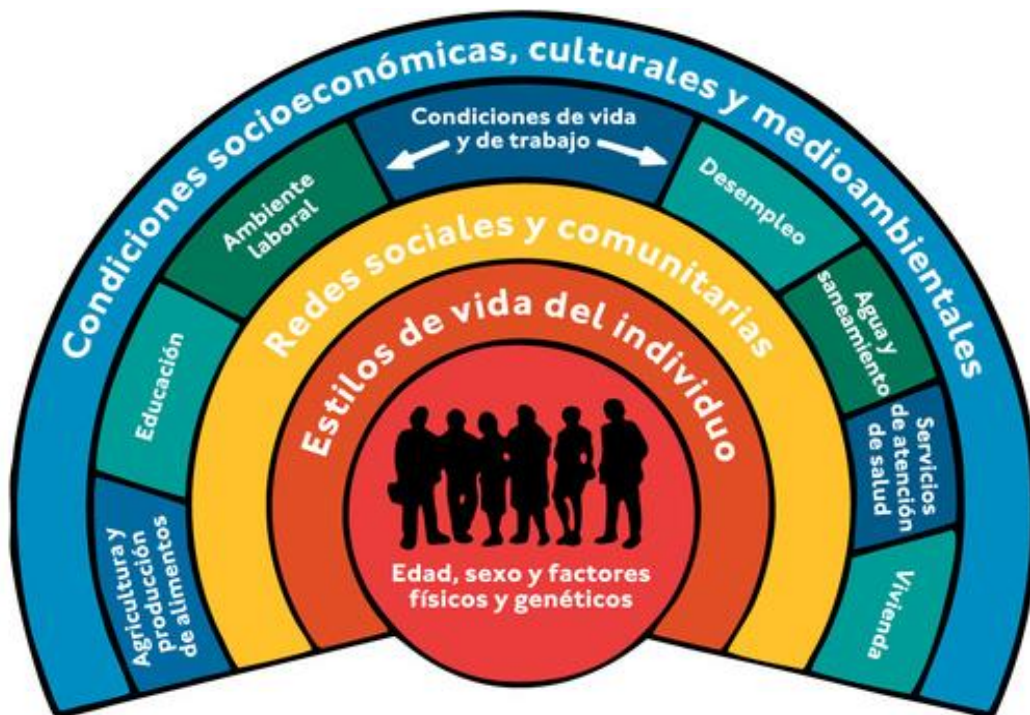 Condiciones socioeconómicas, culturales y medioambientales
Condiciones de vida
y de trabajo
Agricultura y
producción
de alimentos
Educación
Ambiente
laboral
Desempleo
Agua y
saneamiento
Servicios
de atención
de salud
Vivienda
Redes sociales y comunitarias
Estilos de vida del individuo
Edad, sexo y factores
físicos y genéticos